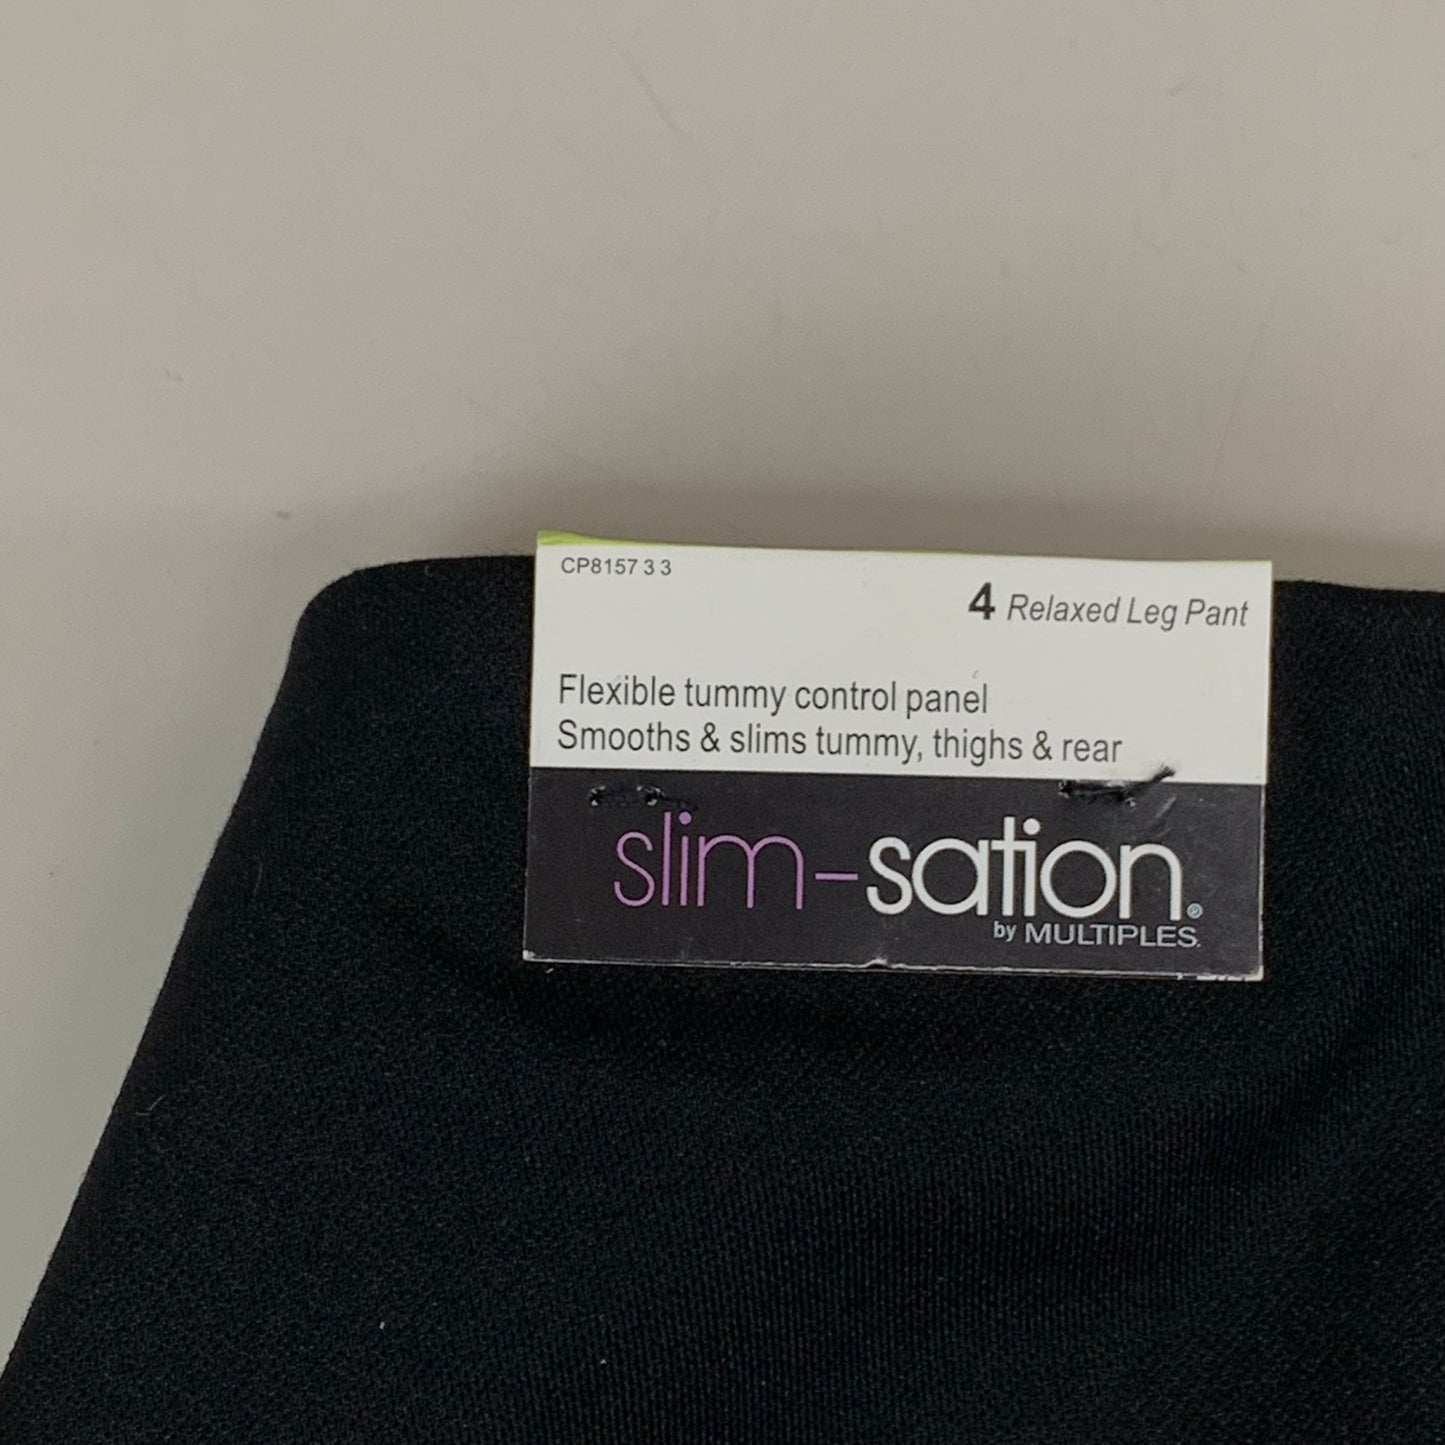 CP8157 3 3
4 Relaxed Leg Pant
Flexible tummy control panel
Smooths & slims tummy, thighs & rear
slim-sation®
by MULTIPLES